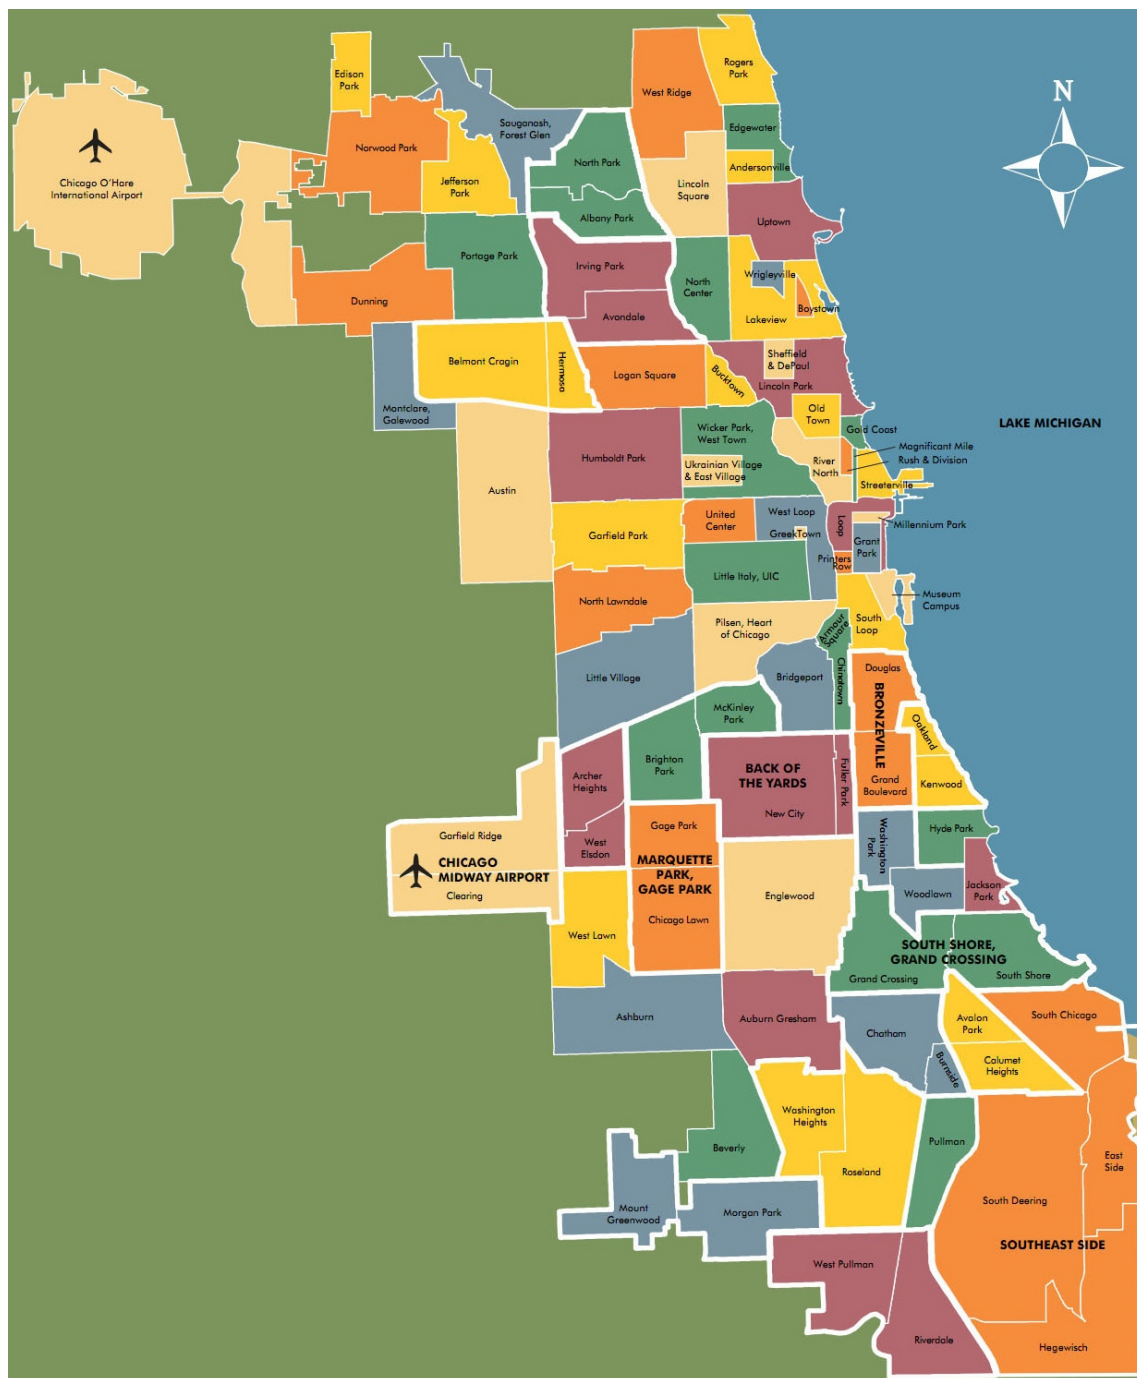 Edison
Park
Rogers
Park
West Ridge
N
Sauganash,
Forest Glen
Edgewater
Norwood Park
North Park
Andersonville
Chicago O'Hare
International Airport
Jefferson
Park
Lincoln
Square
Albany Park
Uptown
Portage Park
Irving Park
North
Center
Wrigleyville
Dunning
Avondale
Lakeview
Boystown
Belmont Cragin
Hermosa
Logan Square
Bucktown
Sheffield
& DePaul
Lincoln Park
Montclare,
Galewood
Old
Town
Gold Coast
LAKE MICHIGAN
Wicker Park,
West Town
Magnificant Mile
Humboldt Park
River
North
Rush & Division
Ukrainian Village
& East Village
Streeterville
Austin
United
Center
West Loop
Loop
Millennium Park
Garfield Park
GreekTown
Grant
Park
Printers
Row
Little Italy, UIC
Museum
Campus
North Lawndale
Pilsen, Heart
of Chicago
Armour
Square
South
Loop
Little Village
Bridgeport
Chinatown
Douglas
BRONZEVILLE
McKinley
Park
Oakland
Brighton
Park
Archer
Heights
BACK OF
THE YARDS
Fuller Park
Grand
Boulevard
Kenwood
New City
Garfield Ridge
Gage Park
Washington
Park
Hyde Park
West
Elsdon
CHICAGO
MIDWAY AIRPORT
MARQUETTE
PARK,
GAGE PARK
Clearing
Englewood
Woodlawn
Jackson
Park
Chicago Lawn
West Lawn
SOUTH SHORE,
GRAND CROSSING
Grand Crossing
South Shore
Ashburn
Auburn Gresham
Chatham
Avalon
Park
South Chicago
Burnside
Calumet
Heights
Washington
Heights
Beverly
Pullman
East
Side
Roseland
South Deering
Mount
Greenwood
Morgan Park
SOUTHEAST SIDE
West Pullman
Riverdale
Hegewisch